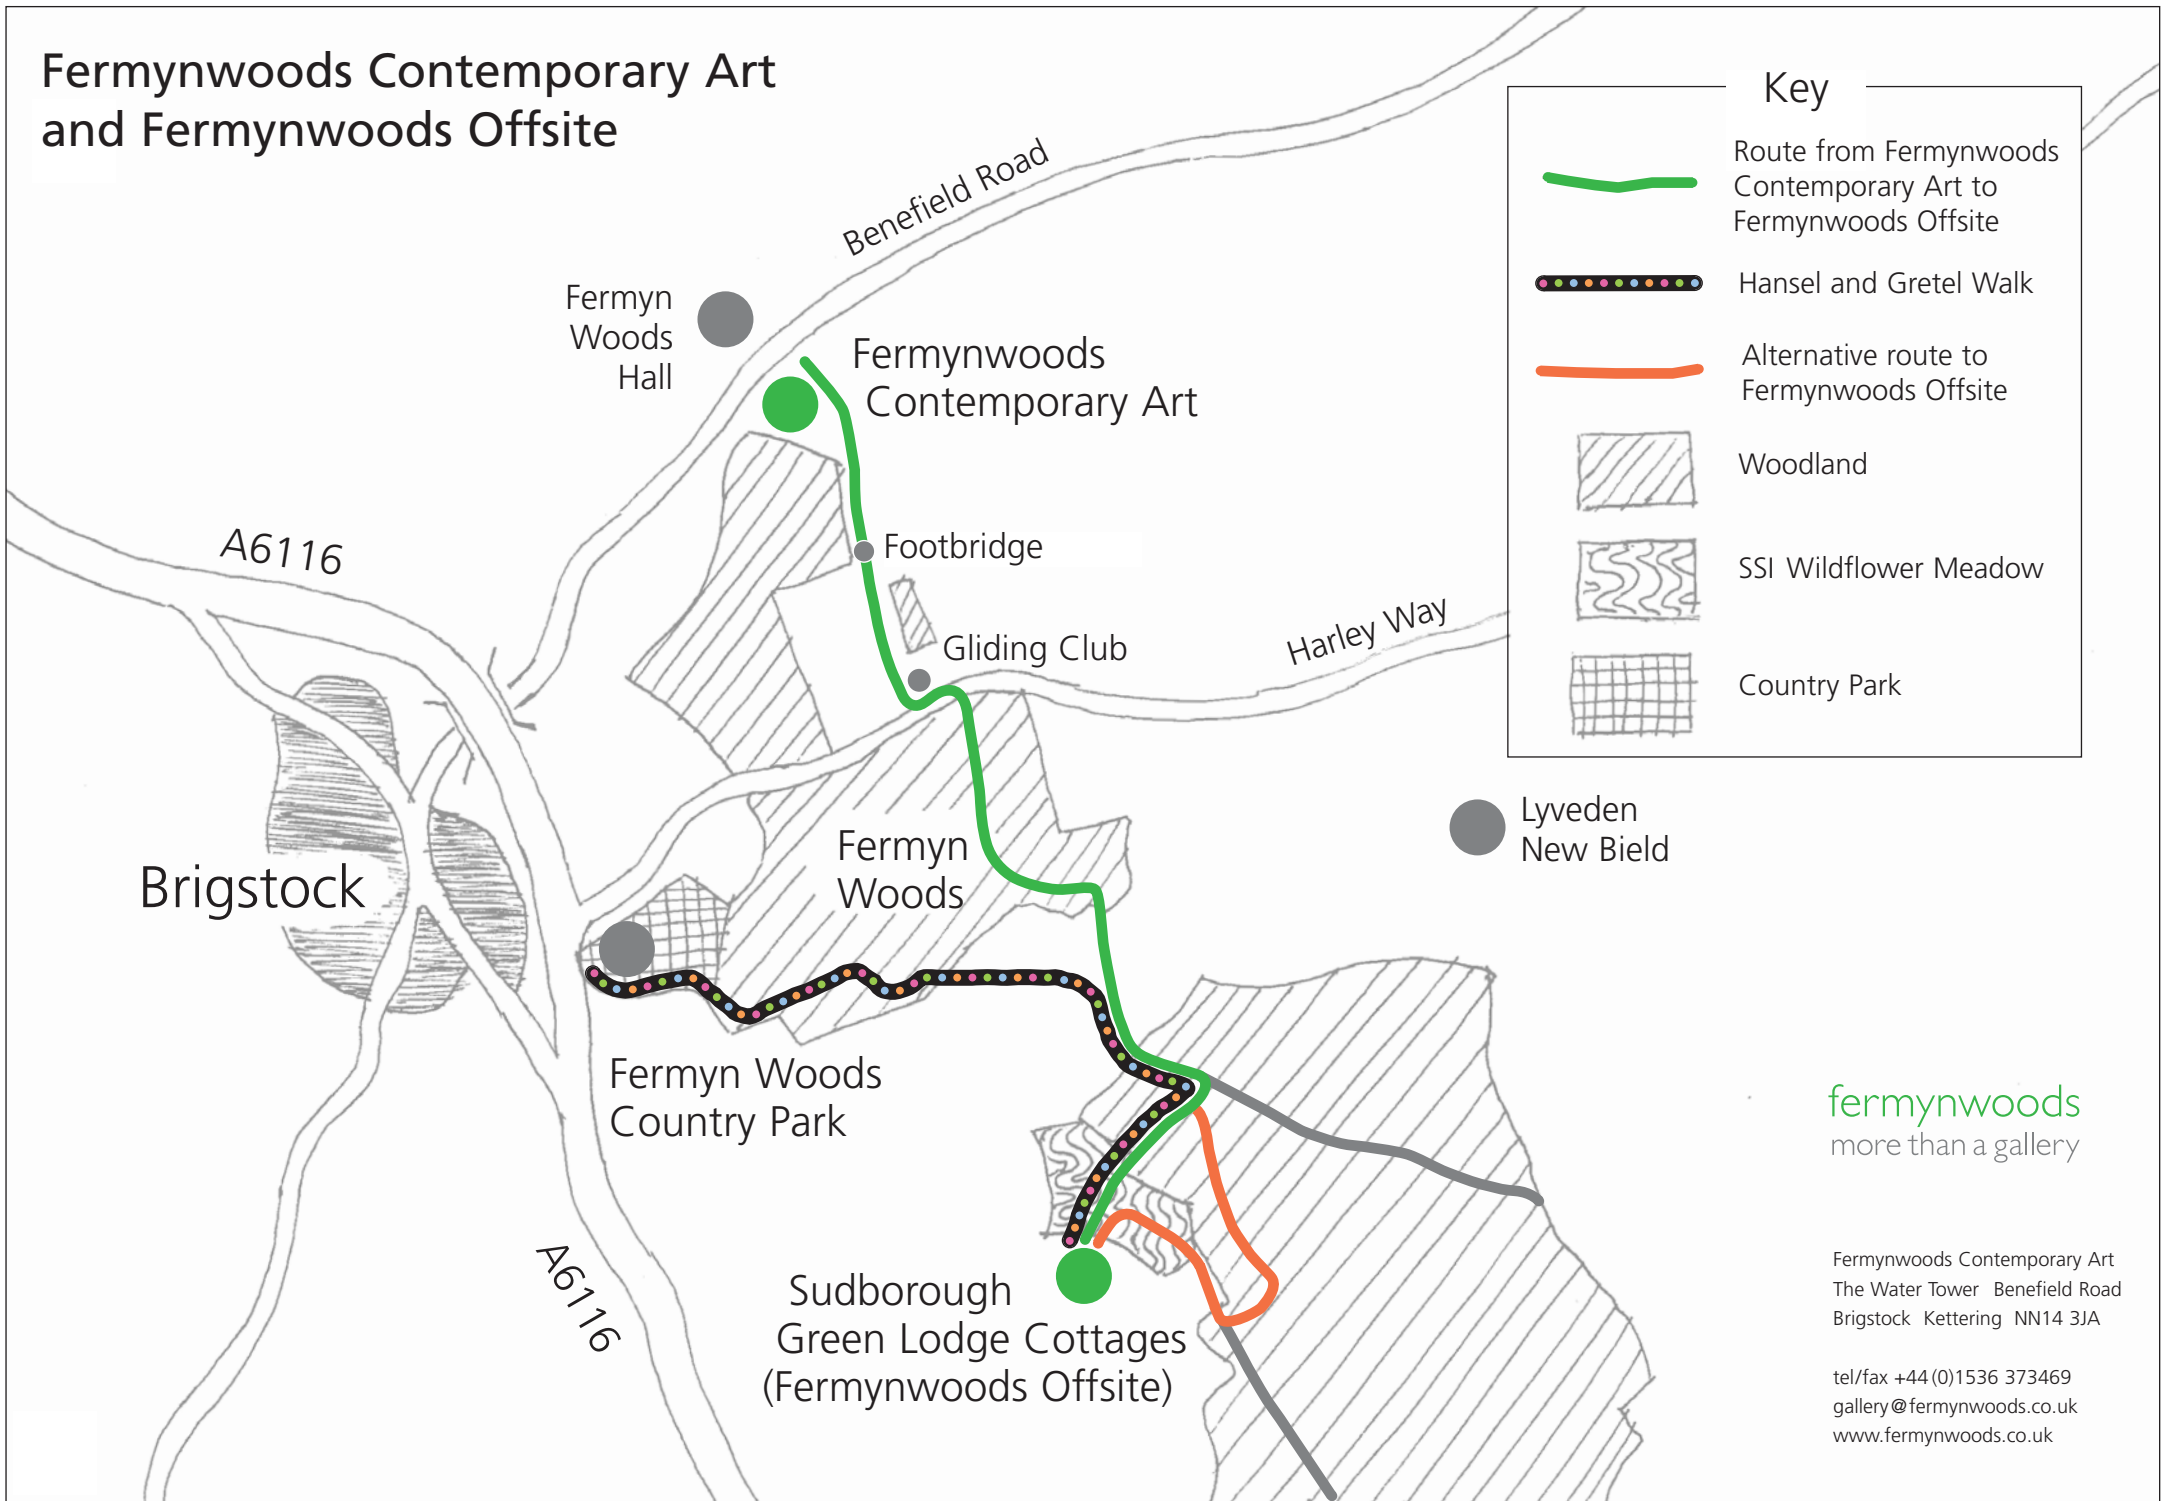 Fermynwoods Contemporary Art
and Fermynwoods Offsite
Key
Route from Fermynwoods
Contemporary Art to
Fermynwoods Offsite
Hansel and Gretel Walk
Alternative route to
Fermynwoods Offsite
Woodland
SSI Wildflower Meadow
Country Park
Benefield Road
Fermyn
Woods
Hall
Fermynwoods
Contemporary Art
A6116
Footbridge
Gliding Club
Harley Way
Lyveden
New Bield
Fermyn
Woods
Brigstock
Fermyn Woods
Country Park
A6116
Sudborough
Green Lodge Cottages
(Fermynwoods Offsite)
fermynwoods
more than a gallery
Fermynwoods Contemporary Art
The Water Tower Benefield Road
Brigstock Kettering NN14 3JA
tel/fax +44(0)1536 373469
gallery@fermynwoods.co.uk
www.fermynwoods.co.uk